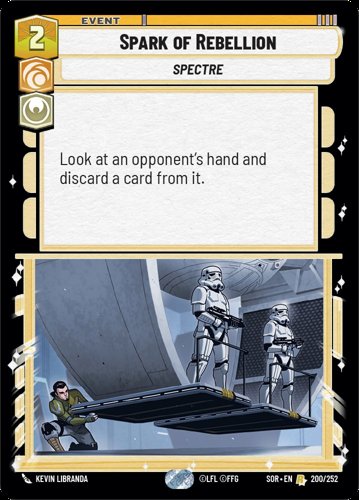 EVENT
2
SPARK OF REBELLION
SPECTRE
Look at an opponent's hand and
discard a card from it.
KEVIN LIBRANDA
©LFL ©FFG
SOR • EN
R
200/252